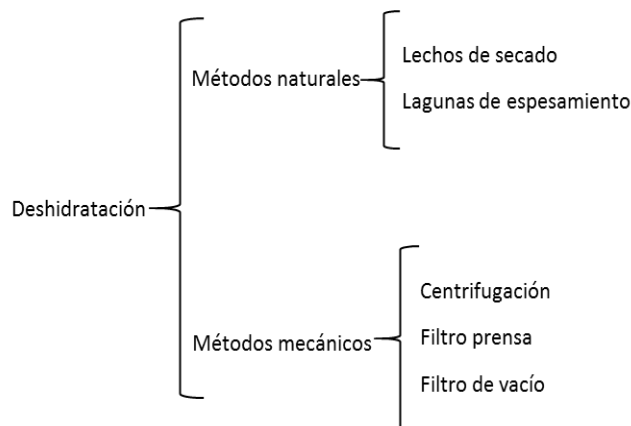 Deshidratación
Métodos naturales
Lechos de secado
Lagunas de espesamiento
Métodos mecánicos
Centrifugación
Filtro prensa
Filtro de vacío